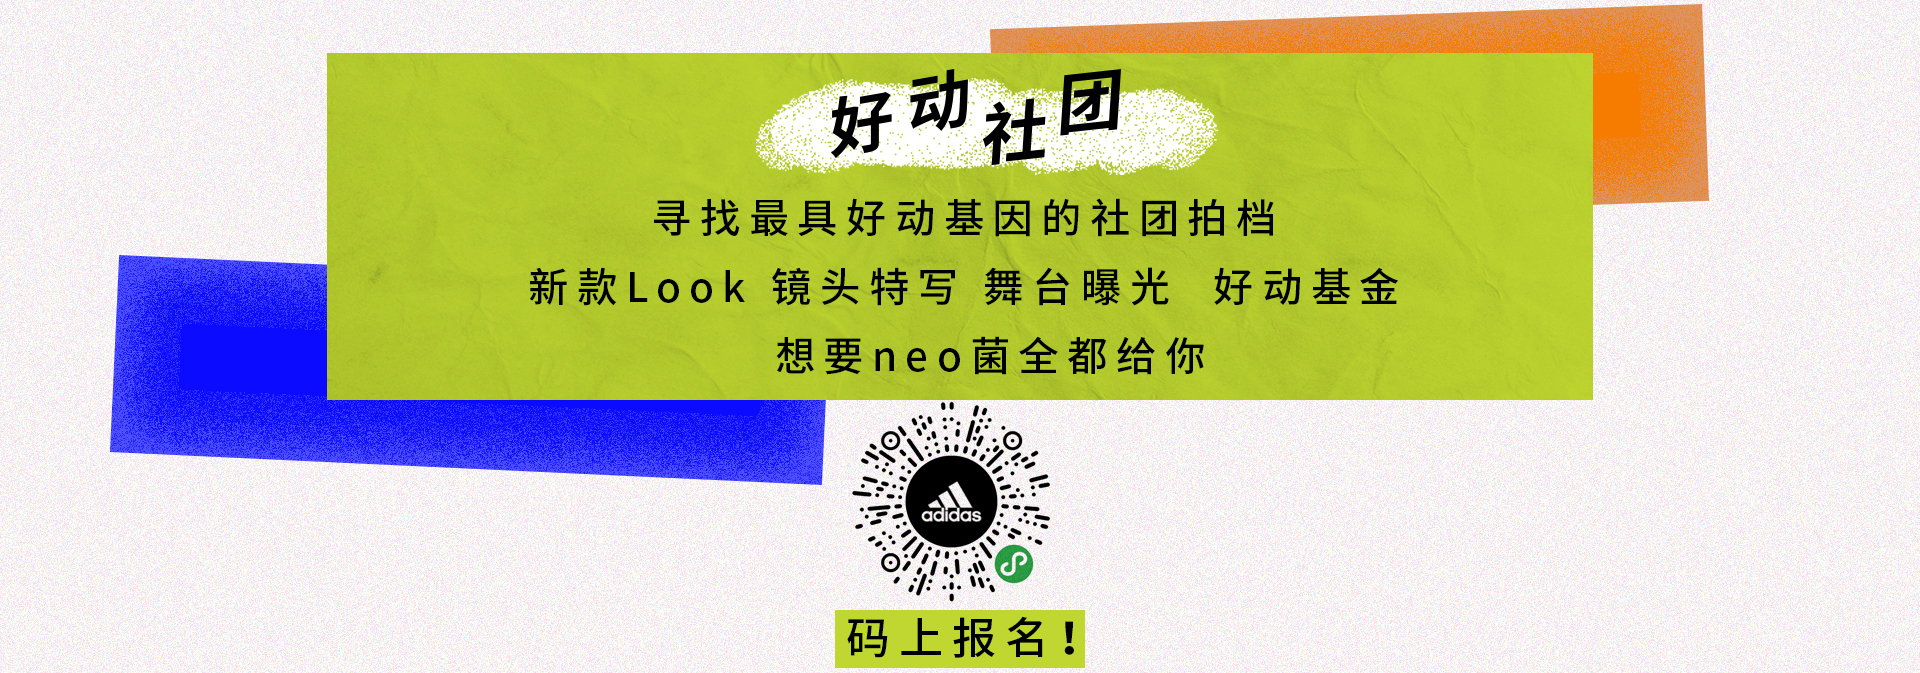 好动社团
寻找最具好动基因的社团拍档
新款Look 镜头特写 舞台曝光 好动基金
想要neo菌全都给你
adidas
码上报名！